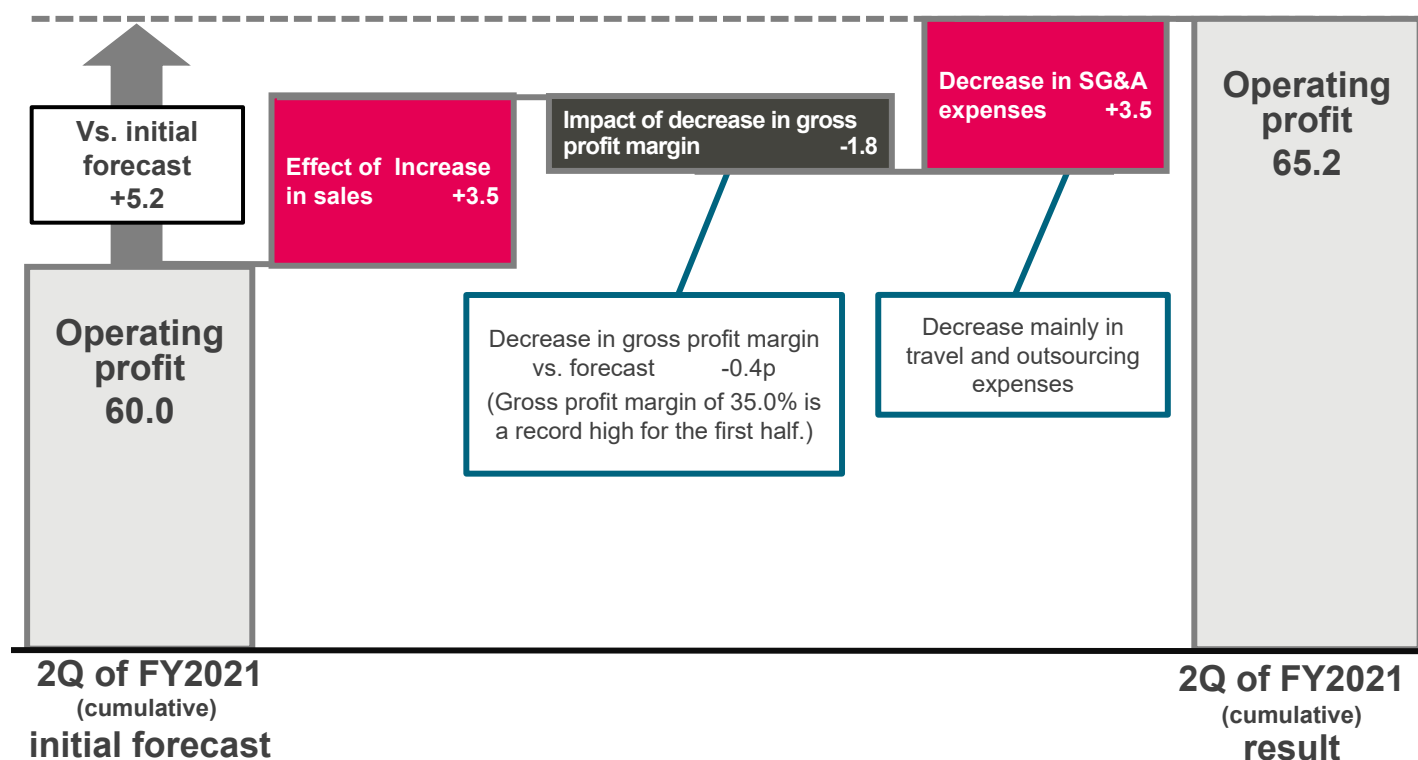 Vs. initial
forecast
+5.2
Operating
profit
60.0
Effect of Increase
in sales +3.5
Impact of decrease in gross
profit margin -1.8
Decrease in SG&A
expenses +3.5
Operating
profit
65.2
Decrease in gross profit margin
vs. forecast -0.4p
(Gross profit margin of 35.0% is
a record high for the first half.)
Decrease mainly in
travel and outsourcing
expenses
2Q of FY2021
(cumulative)
initial forecast
2Q of FY2021
(cumulative)
result